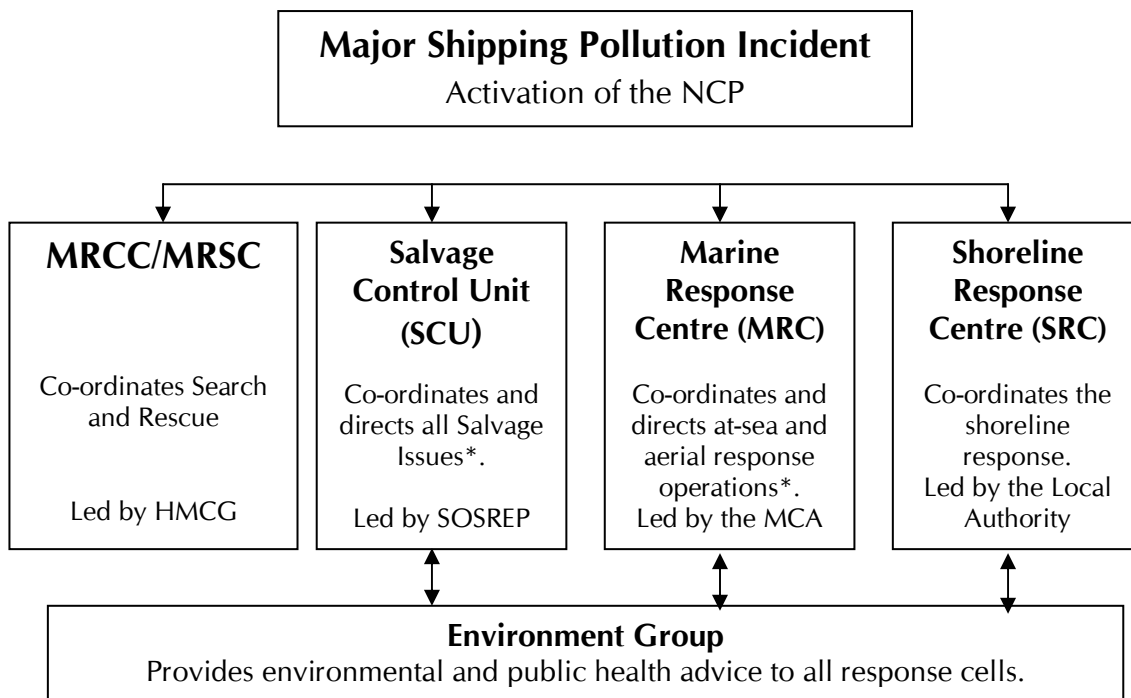 Major Shipping Pollution Incident
Activation of the NCP
MRCC/MRSC
Co-ordinates Search
and Rescue
Led by HMCG
Salvage
Control Unit
(SCU)
Co-ordinates and
directs all Salvage
Issues*.
Led by SOSREP
Marine
Response
Centre (MRC)
Co-ordinates and
directs at-sea and
aerial response
operations*.
Led by the MCA
Shoreline
Response
Centre (SRC)
Co-ordinates the
shoreline
response.
Led by the Local
Authority
Environment Group
Provides environmental and public health advice to all response cells.